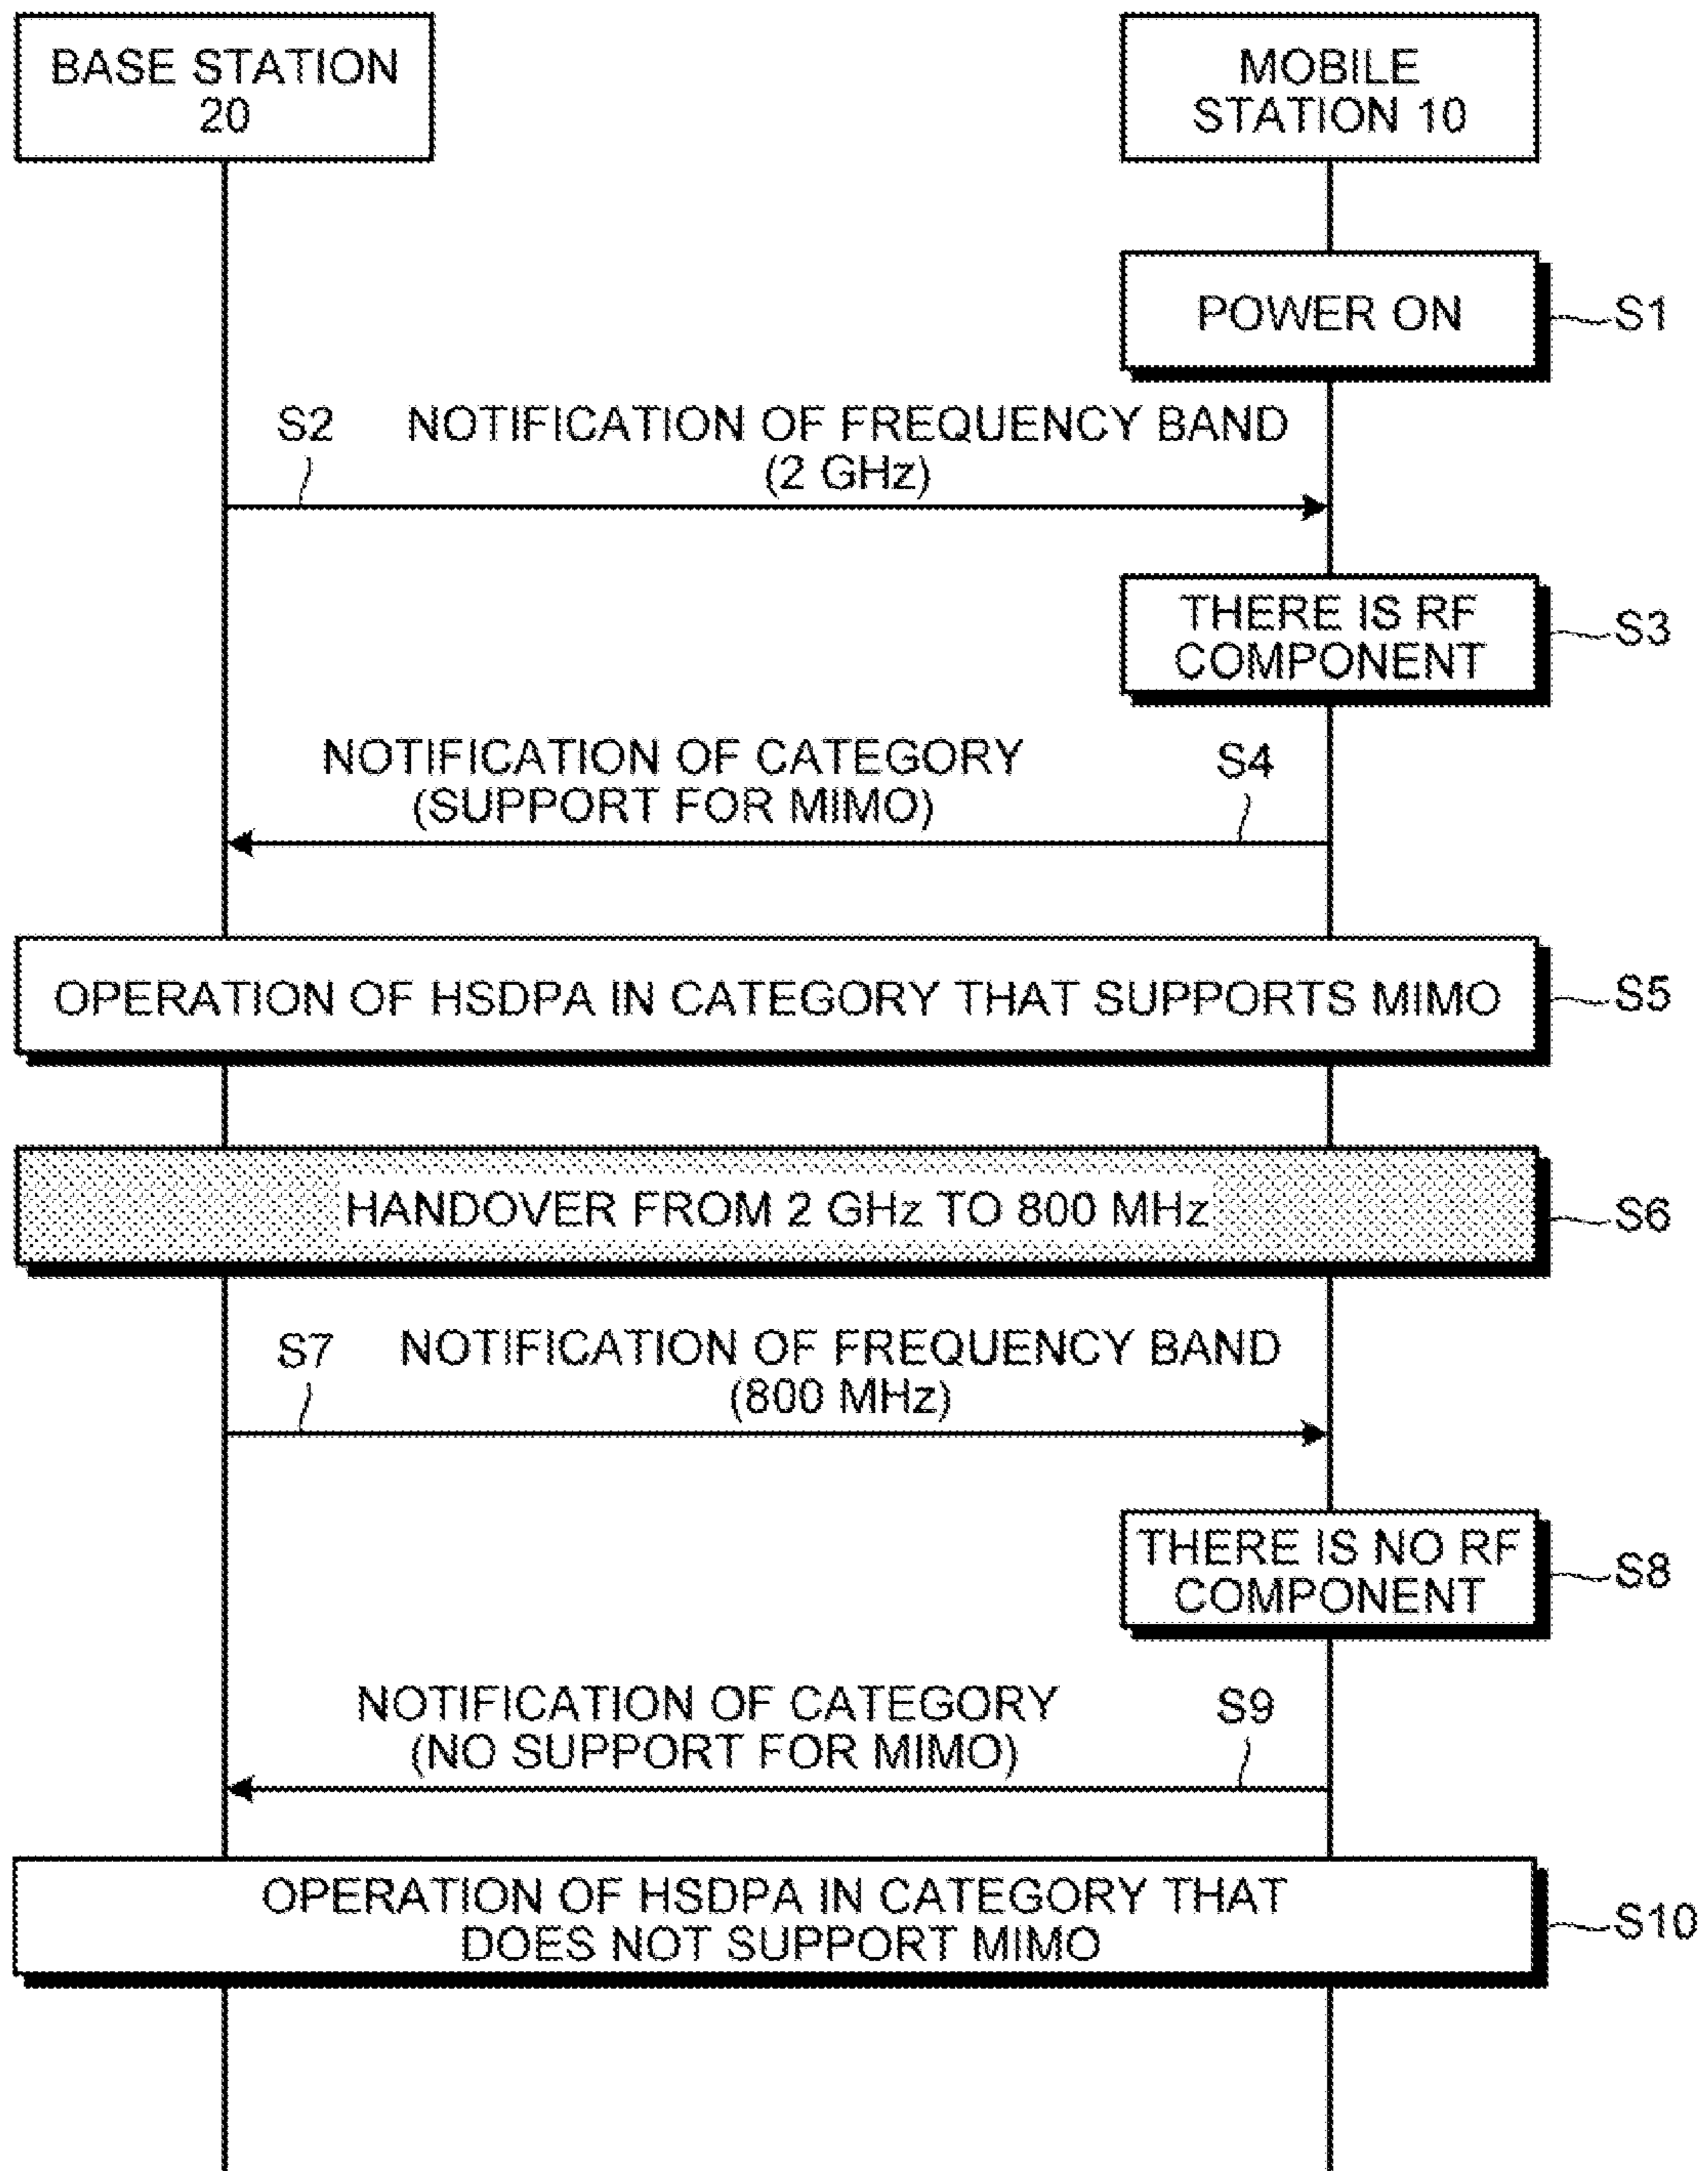 BASE STATION
20
MOBILE
STATION 10
POWER ON
S1
S2
NOTIFICATION OF FREQUENCY BAND
(2 GHz)
THERE IS RF
COMPONENT
S3
NOTIFICATION OF CATEGORY
(SUPPORT FOR MIMO)
S4
OPERATION OF HSDPA IN CATEGORY THAT SUPPORTS MIMO
S5
HANDOVER FROM 2 GHz TO 800 MHz
S6
S7
NOTIFICATION OF FREQUENCY BAND
(800 MHz)
THERE IS NO RF
COMPONENT
S8
NOTIFICATION OF CATEGORY
(NO SUPPORT FOR MIMO)
S9
OPERATION OF HSDPA IN CATEGORY THAT
DOES NOT SUPPORT MIMO
S10